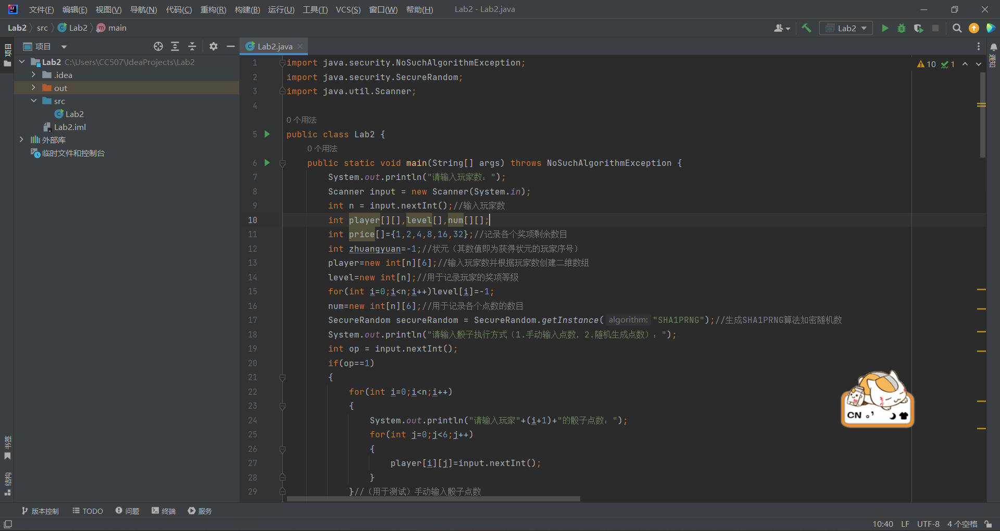 文件(F) 编辑(E) 视图(V) 导航(N) 代码(C) 重构(R) 构建(B) 运行(U) 工具(T) VCS(S) 窗口(W) 帮助(H) Lab2 - Lab2.java
Lab2 src Lab2 main Lab2
项目 项目 Lab2.java
Lab2 C:\Users\CC507\IdeaProjects\Lab2
.idea
out
src
Lab2
Lab2.iml
外部库
临时文件和控制台
10 1
通知
1 import java.security.NoSuchAlgorithmException;
2 import java.security.SecureRandom;
3 import java.util.Scanner;
4
0 个用法
5 public class Lab2 {
0 个用法
6 public static void main(String[] args) throws NoSuchAlgorithmException {
7 System.out.println("请输入玩家数：");
8 Scanner input = new Scanner(System.in);
9 int n = input.nextInt();//输入玩家数
10 int player[][],level[],num[][];
11 int price[]={1,2,4,8,16,32};//记录各个奖项剩余数目
12 int zhuangyuan=-1;//状元（其数值即为获得状元的玩家序号）
13 player=new int[n][6];//输入玩家数并根据玩家数创建二维数组
14 level=new int[n];//用于记录玩家的奖项等级
15 for(int i=0;i<n;i++)level[i]=-1;
16 num=new int[n][6];//用于记录各个点数的数目
17 SecureRandom secureRandom = SecureRandom.getInstance( algorithm: "SHA1PRNG");//生成SHA1PRNG算法加密随机数
18 System.out.println("请输入骰子执行方式（1.手动输入点数，2.随机生成点数）：");
19 int op = input.nextInt();
20 if(op==1)
21 {
22 for(int i=0;i<n;i++)
23 {
24 System.out.println("请输入玩家"+(i+1)+"的骰子点数：");
25 for(int j=0;j<6;j++)
26 {
27 player[i][j]=input.nextInt();
28 }
29 }//（用于测试）手动输入骰子点数
CN 。’
书签
结构
版本控制 TODO 问题 终端 服务
10:40 LF UTF-8 4 个空格